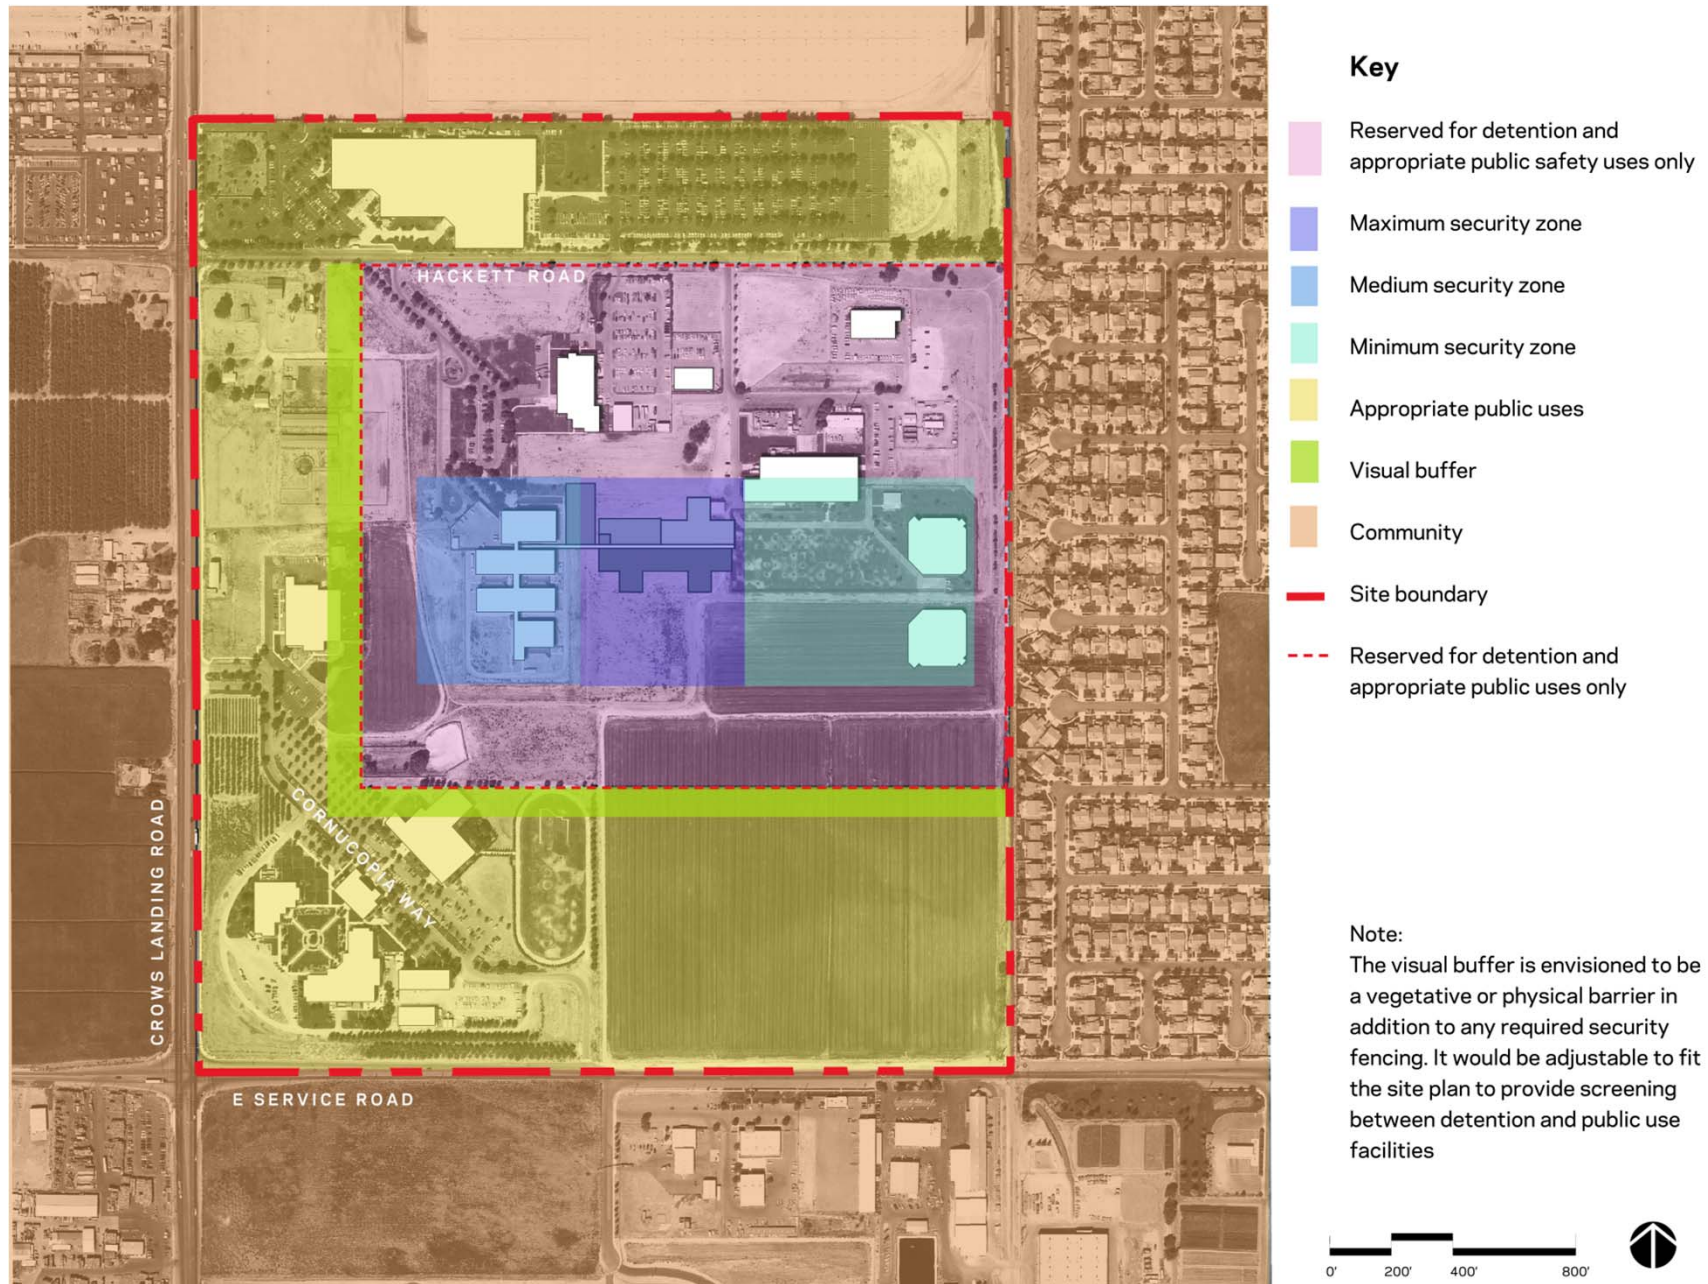 HACKETT ROAD
CORNUCOPIA WAY
CROWS LANDING ROAD
E SERVICE ROAD
Key
Reserved for detention and
appropriate public safety uses only
Maximum security zone
Medium security zone
Minimum security zone
Appropriate public uses
Visual buffer
Community
Site boundary
Reserved for detention and
appropriate public uses only
Note:
The visual buffer is envisioned to be
a vegetative or physical barrier in
addition to any required security
fencing. It would be adjustable to fit
the site plan to provide screening
between detention and public use
facilities
0' 200' 400' 800'